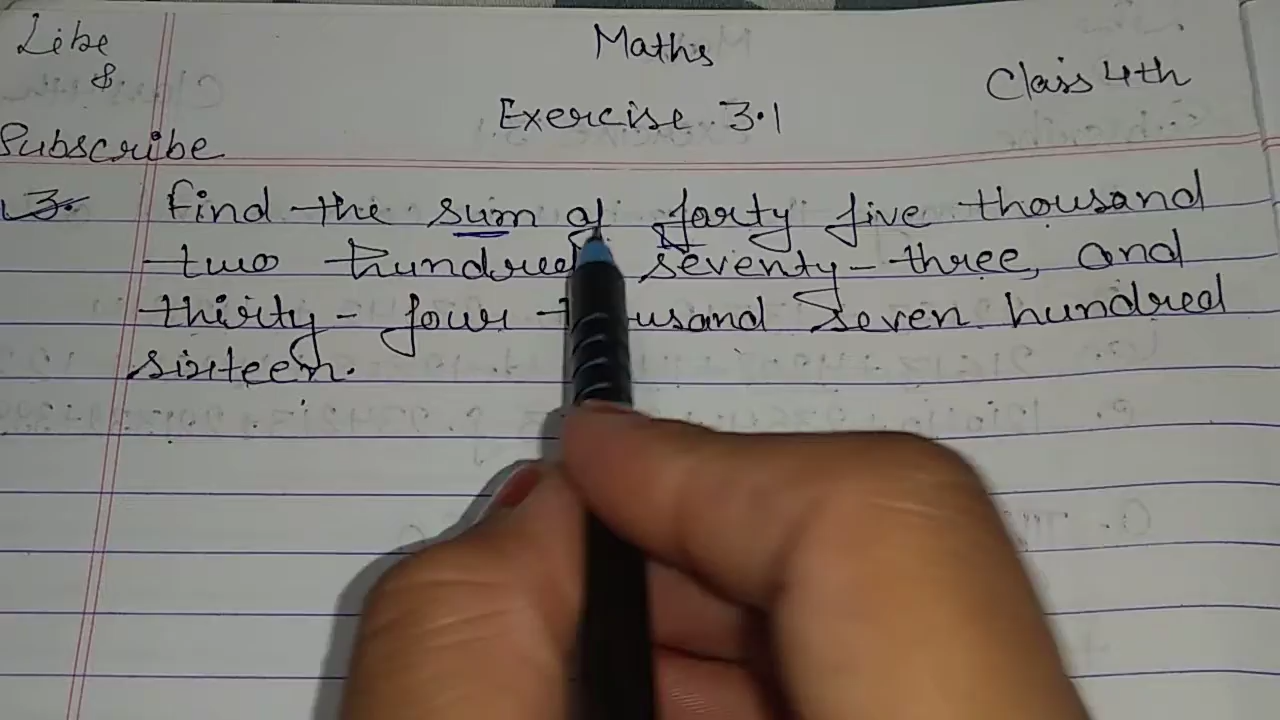 Like
&
Subscribe
Maths
Class 4th
Exercise 3.1
3. Find the sum of forty five thousand
two hundred seventy-three, and
thirty-four thousand seven hundred
sixteen.